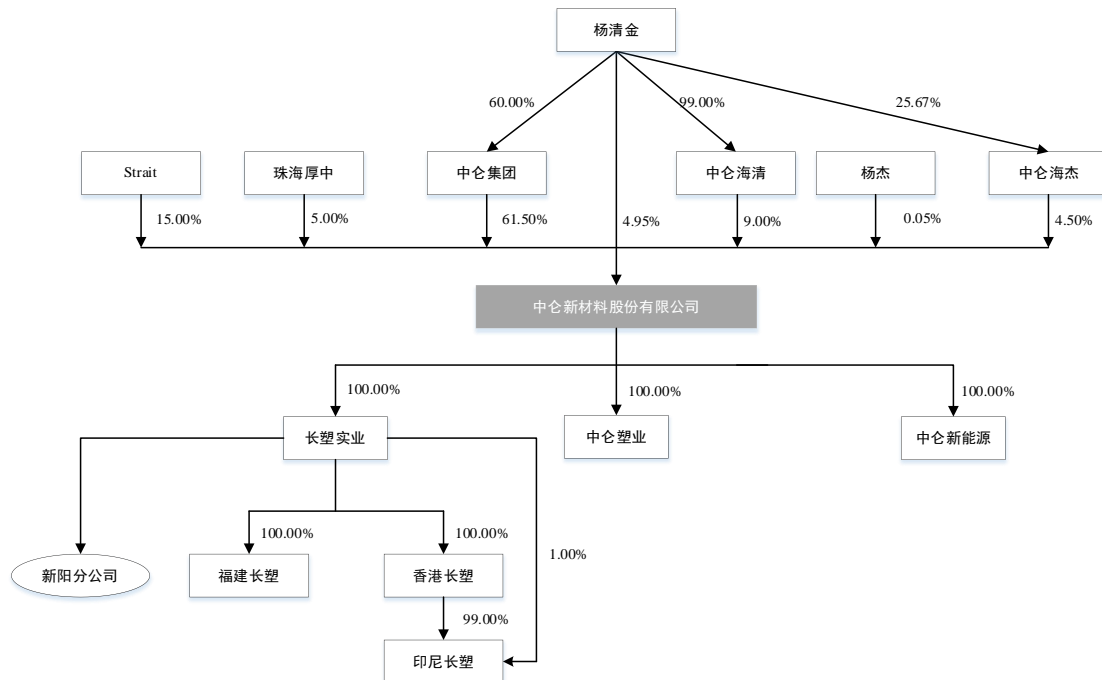 杨清金
60.00%
99.00%
25.67%
Strait
珠海厚中
中仑集团
中仑海清
杨杰
中仑海杰
15.00%
5.00%
61.50%
4.95%
9.00%
0.05%
4.50%
中仑新材料股份有限公司
100.00%
100.00%
100.00%
长塑实业
中仑塑业
中仑新能源
100.00%
100.00%
1.00%
新阳分公司
福建长塑
香港长塑
99.00%
印尼长塑